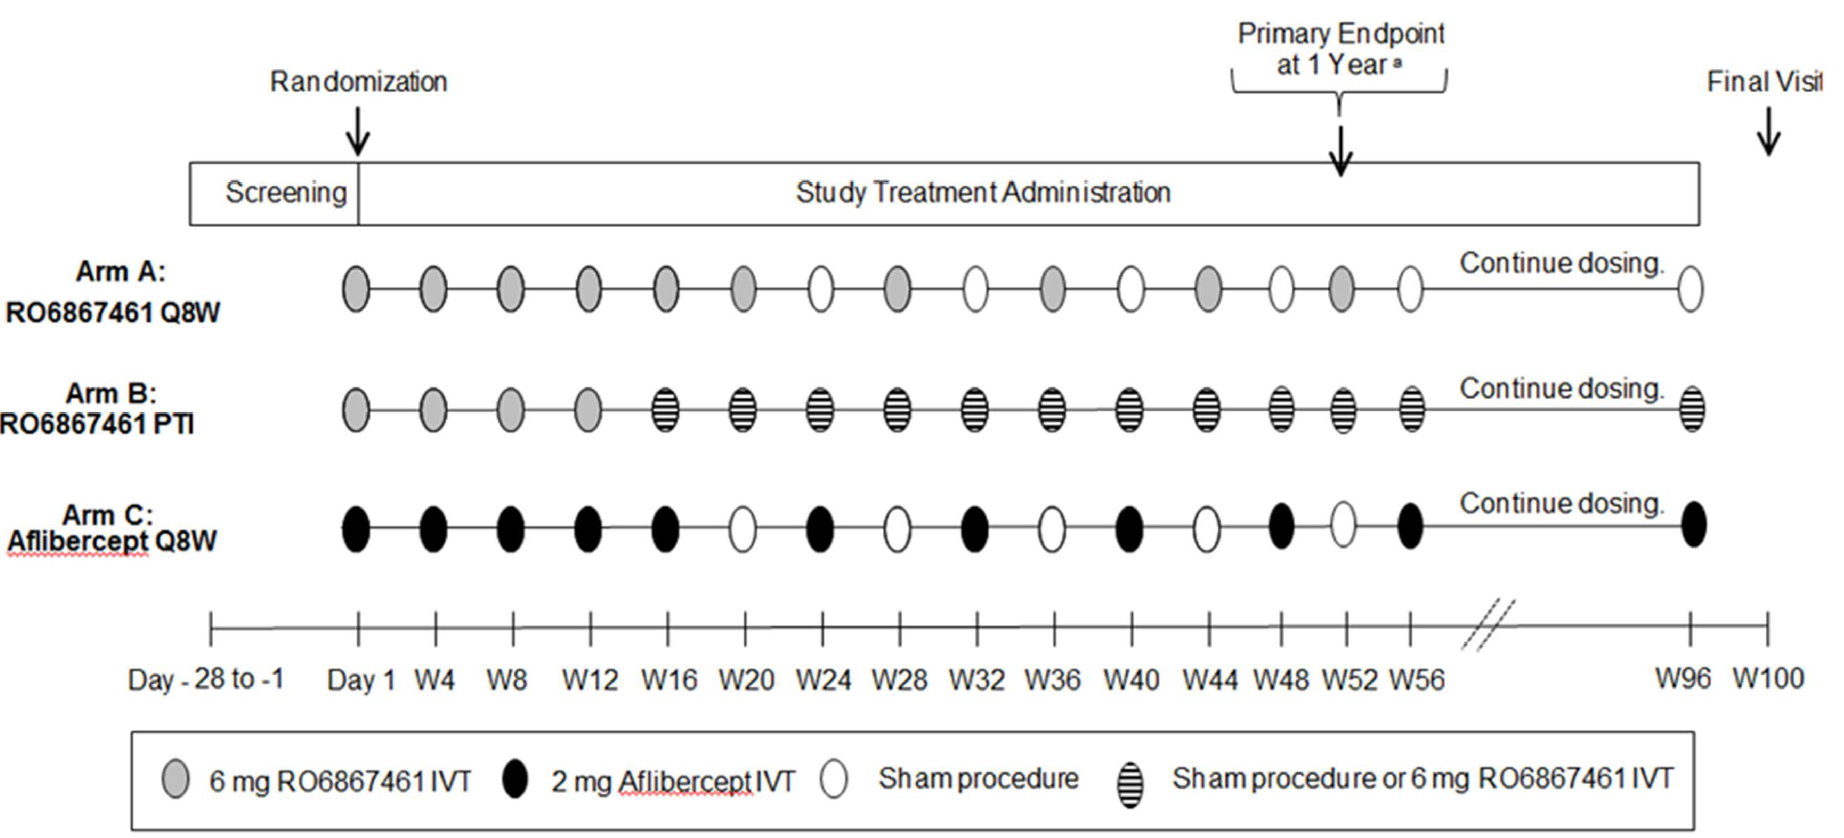 Primary Endpoint
at 1 Year ª
Randomization
Final Visit
Screening
Study Treatment Administration
Arm A:
RO6867461 Q8W
Continue dosing.
Arm B:
RO6867461 PTI
Continue dosing.
Arm C:
Aflibercept Q8W
Continue dosing.
Day - 28 to -1 Day 1 W4 W8 W12 W16 W20 W24 W28 W32 W36 W40 W44 W48 W52 W56 W96 W100
6 mg RO6867461 IVT 2 mg Aflibercept IVT Sham procedure Sham procedure or 6 mg RO6867461 IVT